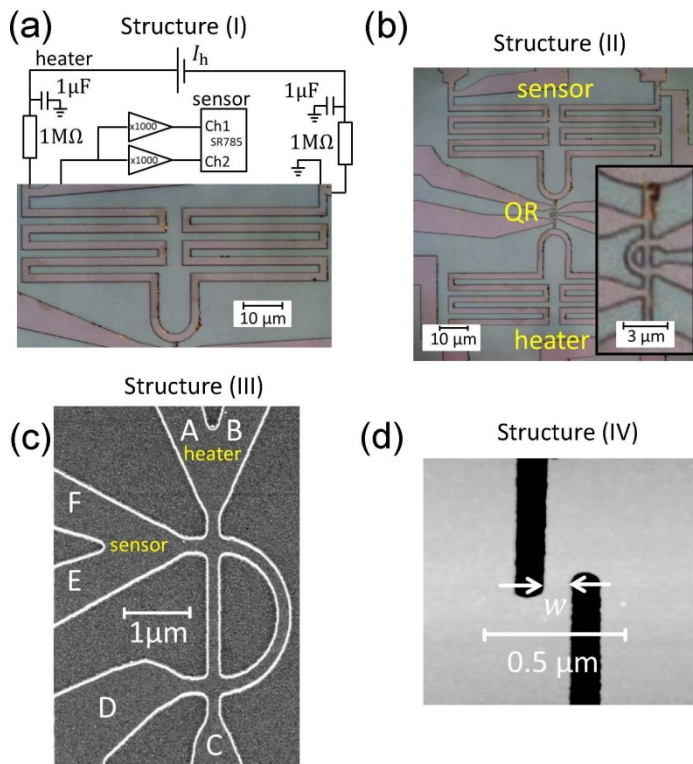 (a)
Structure (I)
heater
I_h
1μF
1μF
sensor
1MΩ
x1000
Ch1
SR785
1MΩ
x1000
Ch2
10 μm
(b)
Structure (II)
sensor
QR
10 μm
heater
3 μm
Structure (III)
(c)
A B
heater
F
sensor
E
1μm
D
C
(d)
Structure (IV)
w
0.5 μm